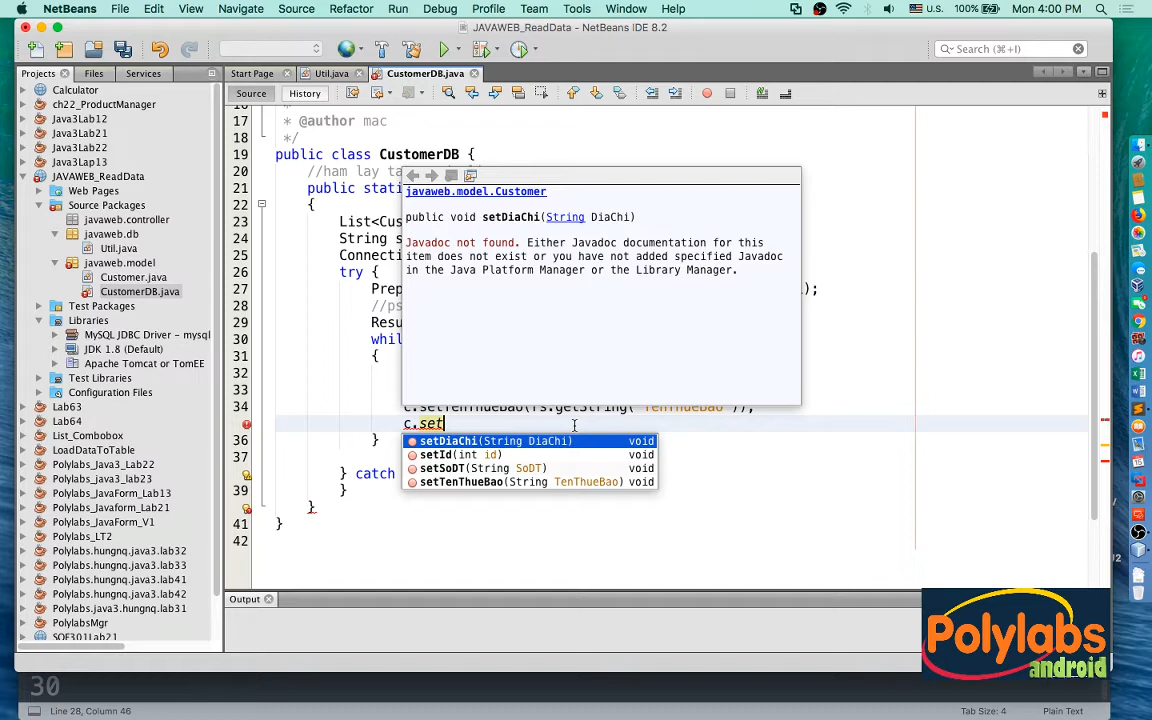 NetBeans File Edit View Navigate Source Refactor Run Debug Profile Team Tools Window Help U.S. 100% Mon 4:00 PM
JAVAWEB_ReadData - NetBeans IDE 8.2
Search (⌘+I)
Projects Files Services
Start Page Util.java CustomerDB.java
Source History
Calculator
ch22_ProductManager
Java3Lab12
Java3Lab21
Java3Lap13
JAVAWEB_ReadData
Web Pages
Source Packages
javaweb.controller
javaweb.db
Util.java
javaweb.model
Customer.java
CustomerDB.java
Test Packages
Libraries
MySQL JDBC Driver - mysql
JDK 1.8 (Default)
Apache Tomcat or TomEE
Test Libraries
Configuration Files
Lab63
Lab64
List_Combobox
LoadDataToTable
Polylabs_Java3_Lab22
Polylabs_java3_lab23
Polylabs_JavaForm_Lab13
Polylabs_Javaform_Lab21
Polylabs_JavaForm_V1
Polylabs_LT2
Polylabs.hungnq.java3.lab32
Polylabs.hungnq.java3.lab33
Polylabs.hungnq.java3.lab41
Polylabs.hungnq.java3.lab42
Polylabs.java3.hungnq.lab31
PolylabsMgr
SOF301Lab21
17 * @author mac
18 */
19 public class CustomerDB {
20 //ham lay ta
21 public stati
22 {
23 List<Cus
24 String s
25 Connecti
26 try {
27 Prep );
28 //ps
29 Resu
30 whil
31 {
32
33
34 c.setTenThueBao(rs.getString("TenThueBao"));
c.set
36 }
37
} catch
39 }
}
41 }
42
javaweb.model.Customer
public void setDiaChi(String DiaChi)
Javadoc not found. Either Javadoc documentation for this
item does not exist or you have not added specified Javadoc
in the Java Platform Manager or the Library Manager.
setDiaChi(String DiaChi) void
setId(int id) void
setSoDT(String SoDT) void
setTenThueBao(String TenThueBao) void
Output
Polylabs
android
30
Line 28, Column 46
Tab Size: 4 Plain Text